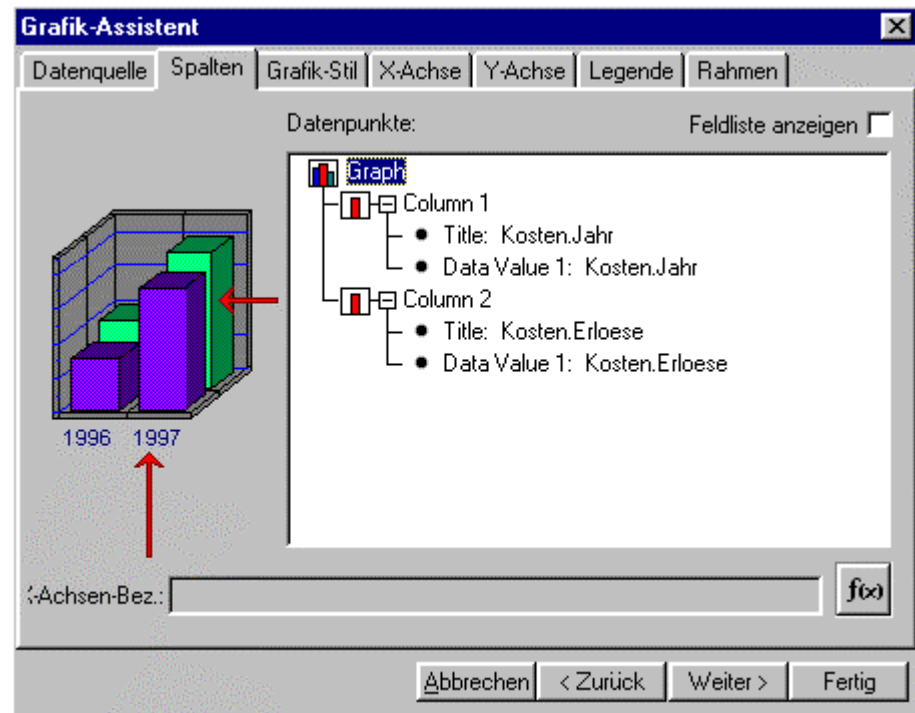 Grafik-Assistent
Datenquelle Spalten Grafik-Stil X-Achse Y-Achse Legende Rahmen
Datenpunkte: Feldliste anzeigen
Graph
Column 1
Title: Kosten.Jahr
Data Value 1: Kosten.Jahr
Column 2
Title: Kosten.Erloese
Data Value 1: Kosten.Erloese
1996 1997
-Achsen-Bez.: f(x)
Abbrechen < Zurück Weiter > Fertig